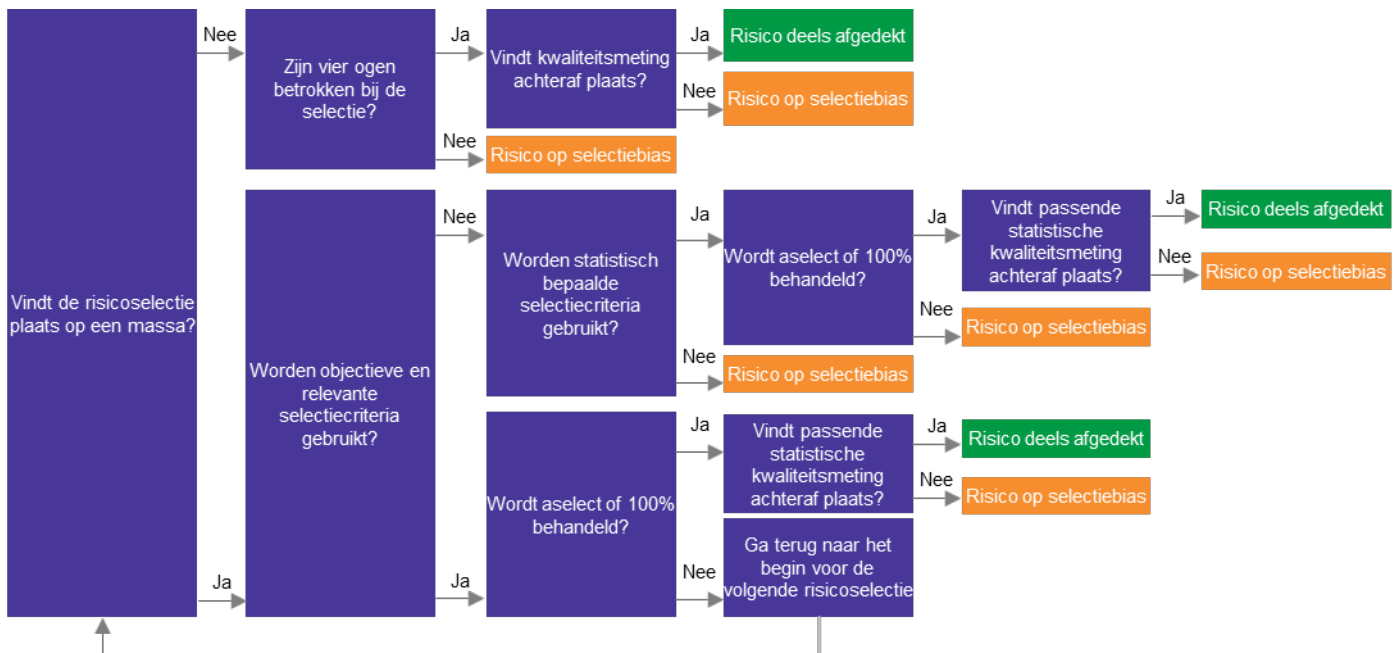 Vindt de risicoselectie
plaats op een massa?
Nee
Zijn vier ogen
betrokken bij de
selectie?
Ja
Vindt kwaliteitsmeting
achteraf plaats?
Ja
Risico deels afgedekt
Nee
Risico op selectiebias
Nee
Risico op selectiebias
Ja
Worden objectieve en
relevante
selectiecriteria
gebruikt?
Nee
Worden statistisch
bepaalde
selectiecriteria
gebruikt?
Ja
Wordt aselect of 100%
behandeld?
Ja
Vindt passende
statistische
kwaliteitsmeting
achteraf plaats?
Ja
Risico deels afgedekt
Nee
Risico op selectiebias
Nee
Risico op selectiebias
Nee
Risico op selectiebias
Ja
Wordt aselect of 100%
behandeld?
Ja
Vindt passende
statistische
kwaliteitsmeting
achteraf plaats?
Ja
Risico deels afgedekt
Nee
Risico op selectiebias
Nee
Ga terug naar het
begin voor de
volgende risicoselectie